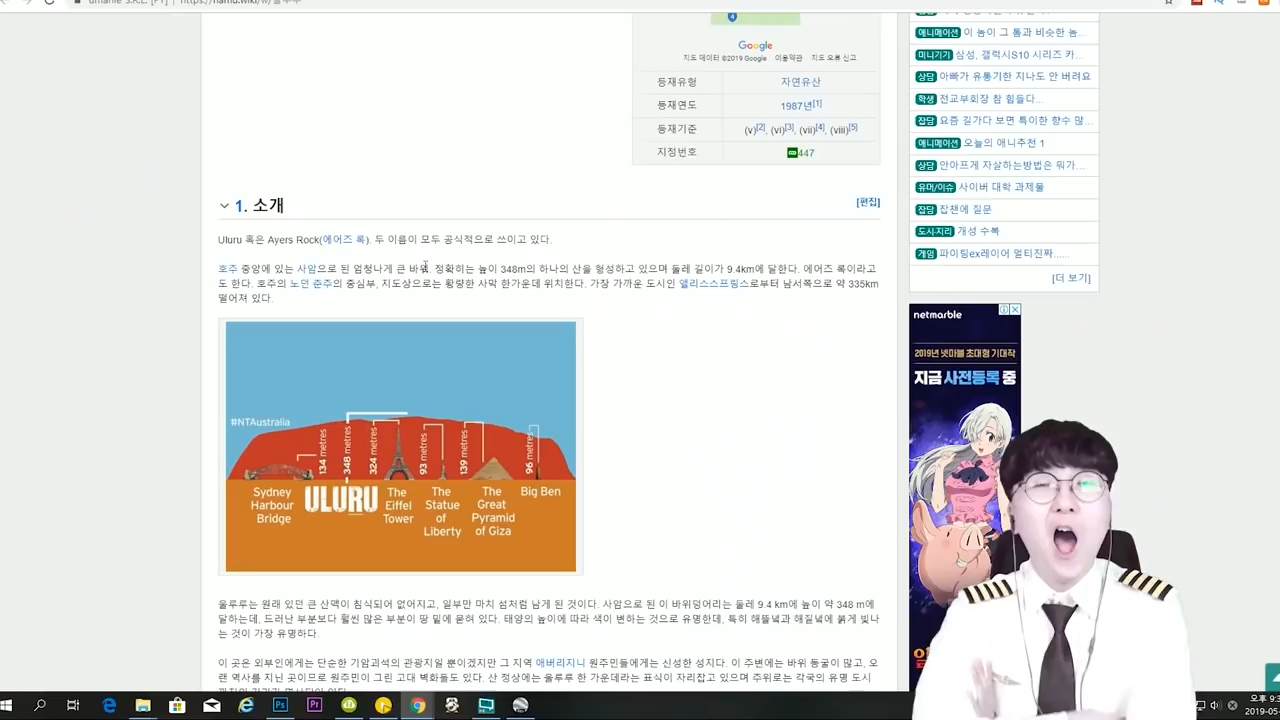 등재유형 자연유산
등재연도 1987년[1]
등재기준 (v)[2], (vi)[3], (vii)[4], (viii)[5]
지정번호 447
Google
지도 데이터 ©2019 Google 이용약관 지도 오류 신고
1. 소개 [편집]
Uluru 혹은 Ayers Rock(에어즈 록). 두 이름이 모두 공식적으로 쓰이고 있다.
호주 중앙에 있는 사암으로 된 엄청나게 큰 바위. 정확히는 높이 348m의 하나의 산을 형성하고 있으며 둘레 길이가 9.4km에 달한다. 에어즈 록이라고
도 한다. 호주의 노던 준주의 중심부, 지도상으로는 황량한 사막 한가운데 위치한다. 가장 가까운 도시인 앨리스스프링스로부터 남서쪽으로 약 335km
떨어져 있다.
#NTAustralia
134 metres
348 metres
324 metres
93 metres
139 metres
96 metres
Sydney
Harbour
Bridge
ULURU
The
Eiffel
Tower
The
Statue
of
Liberty
The
Great
Pyramid
of Giza
Big Ben
울루루는 원래 있던 큰 산맥이 침식되어 없어지고, 일부만 마치 섬처럼 남게 된 것이다. 사암으로 된 이 바위덩어리는 둘레 9.4 km에 높이 약 348 m에
달하는데, 드러난 부분보다 훨씬 많은 부분이 땅 밑에 묻혀 있다. 태양의 높이에 따라 색이 변하는 것으로 유명한데, 특히 해뜰녘과 해질녘에 붉게 빛나
는 것이 가장 유명하다.
이 곳은 외부인에게는 단순한 기암괴석의 관광지일 뿐이겠지만 그 지역 애버리지니 원주민들에게는 신성한 성지다. 이 주변에는 바위 동굴이 많고, 오
랜 역사를 지닌 곳이므로 원주민이 그린 고대 벽화들도 있다. 정상에는 울루루 한 가운데라는 표식이 자리잡고 있으며 주위로는 각국의 유명 도시
애니메이션 이 놈이 그 톰과 비슷한 놈...
미니기기 삼성, 갤럭시S10 시리즈 카...
상담 아빠가 유통기한 지나도 안 버려요
학생 전교부회장 참 힘들다...
잡담 요즘 길가다 보면 특이한 향수 많...
애니메이션 오늘의 애니추천 1
상담 안아프게 자살하는방법은 뭐가...
유머/이슈 사이버 대학 과제물
잡담 잡챈에 질문
도시·지리 개성 수복
게임 파이팅ex레이어 멀티진짜......
[더 보기]
netmarble
2019년 넷마블 초대형 기대작
지금 사전등록 중
오후 9:3
2019-05-